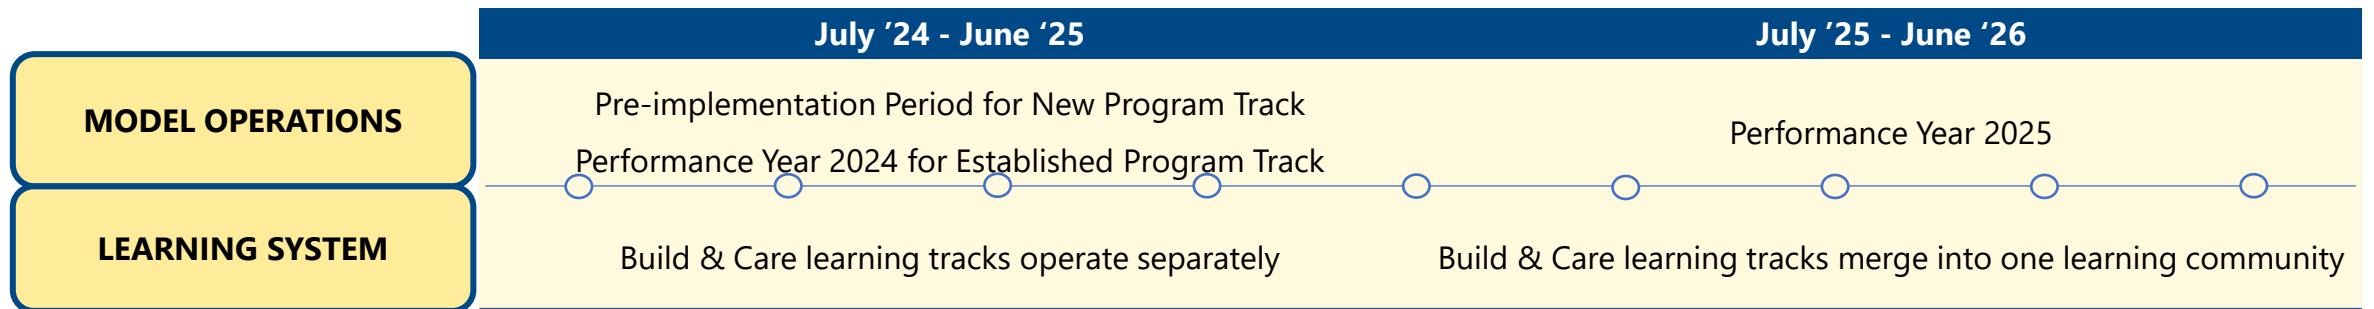 July ’24 - June ‘25
July ’25 - June ‘26
MODEL OPERATIONS
Pre-implementation Period for New Program Track
Performance Year 2024 for Established Program Track
Performance Year 2025
LEARNING SYSTEM
Build & Care learning tracks operate separately
Build & Care learning tracks merge into one learning community